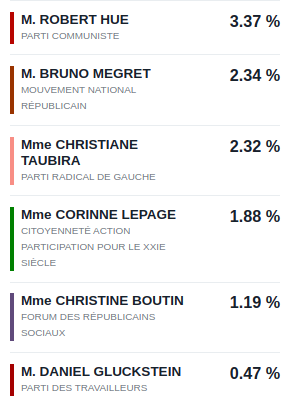 M. ROBERT HUE 3.37 %
PARTI COMMUNISTE
M. BRUNO MEGRET 2.34 %
MOUVEMENT NATIONAL
RÉPUBLICAIN
Mme CHRISTIANE 2.32 %
TAUBIRA
PARTI RADICAL DE GAUCHE
Mme CORINNE LEPAGE 1.88 %
CITOYENNETÉ ACTION
PARTICIPATION POUR LE XXIE
SIÈCLE
Mme CHRISTINE BOUTIN 1.19 %
FORUM DES RÉPUBLICAINS
SOCIAUX
M. DANIEL GLUCKSTEIN 0.47 %
PARTI DES TRAVAILLEURS